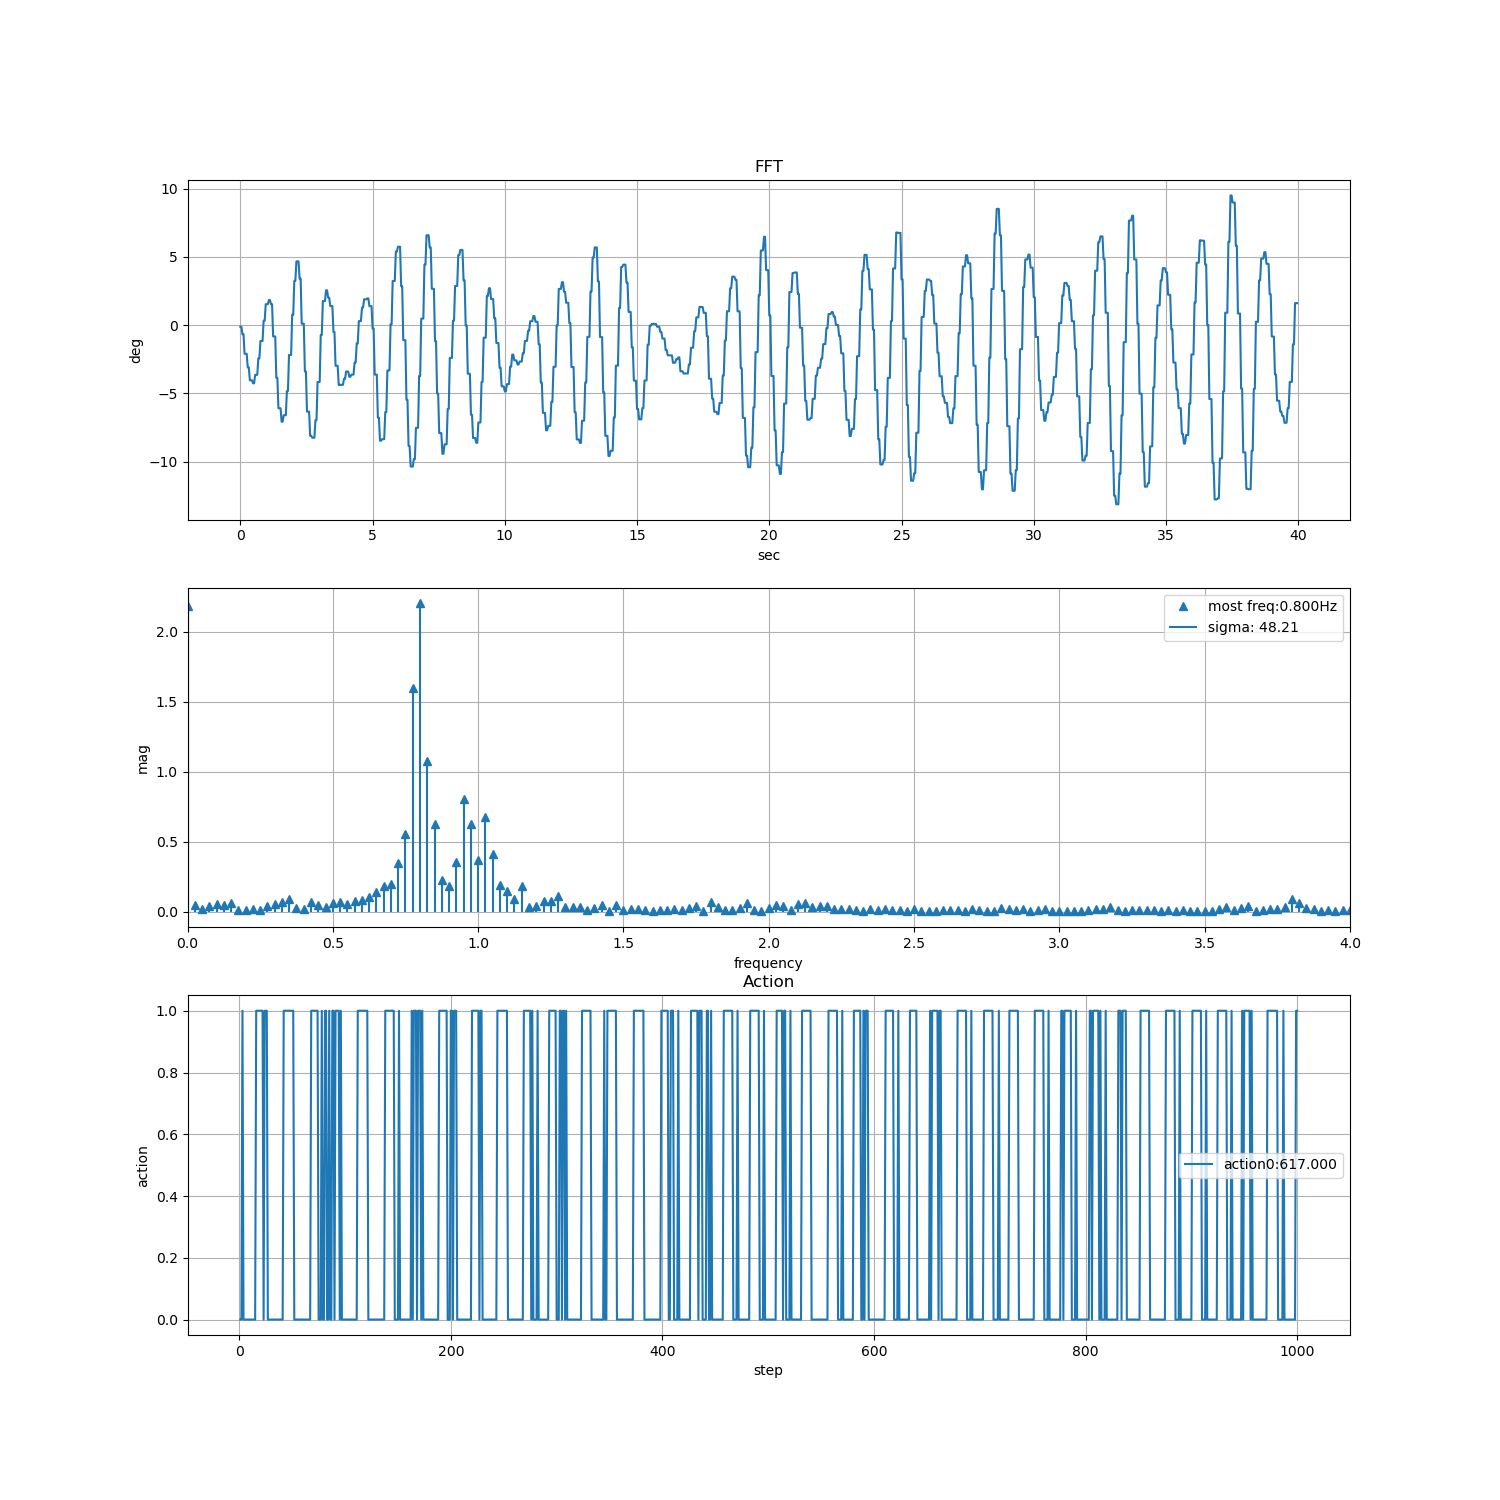 FFT
10
5
0
−5
−10
deg
0 5 10 15 20 25 30 35 40
sec
2.0
1.5
1.0
0.5
0.0
mag
most freq:0.800Hz
sigma: 48.21
0.0 0.5 1.0 1.5 2.0 2.5 3.0 3.5 4.0
frequency
Action
1.0
0.8
0.6
0.4
0.2
0.0
action
action0:617.000
0 200 400 600 800 1000
step